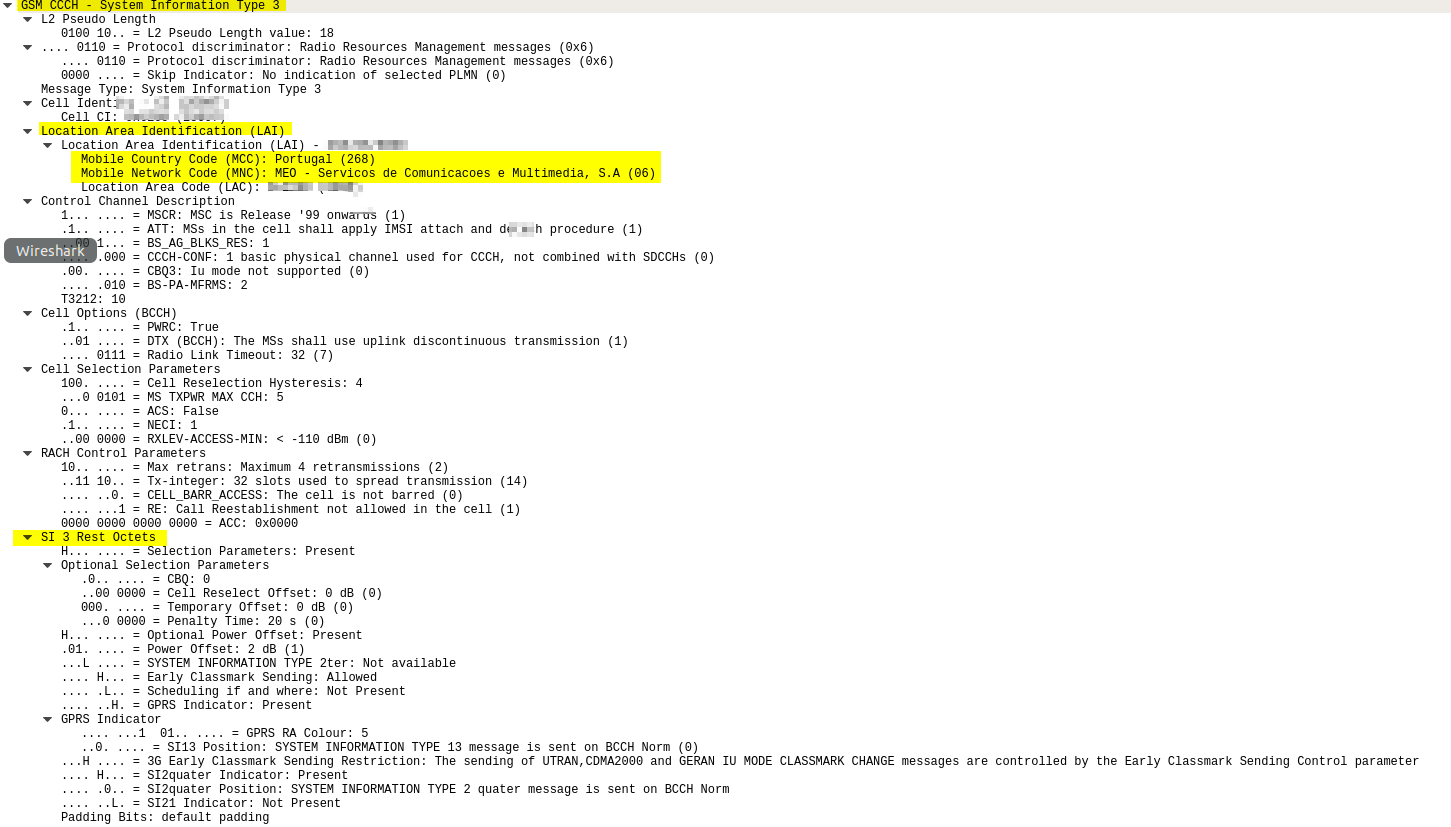 GSM CCCH - System Information Type 3
L2 Pseudo Length
0100 10.. = L2 Pseudo Length value: 18
.... 0110 = Protocol discriminator: Radio Resources Management messages (0x6)
.... 0110 = Protocol discriminator: Radio Resources Management messages (0x6)
0000 .... = Skip Indicator: No indication of selected PLMN (0)
Message Type: System Information Type 3
Cell
Cell CI:
Location Area Identification (LAI)
Location Area Identification (LAI) -
Mobile Country Code (MCC): Portugal (268)
Mobile Network Code (MNC): MEO - Servicos de Comunicacoes e Multimedia, S.A (06)
Location Area Code (LAC):
Control Channel Description
1... .... = MSCR: MSC is Release '99 onwards (1)
.1.. .... = ATT: MSs in the cell shall apply IMSI attach and procedure (1)
..00 1... = BS_AG_BLKS_RES: 1
Wireshark
.... .000 = CCCH-CONF: 1 basic physical channel used for CCCH, not combined with SDCCHs (0)
.00. .... = CBQ3: Iu mode not supported (0)
.... .010 = BS-PA-MFRMS: 2
T3212: 10
Cell Options (BCCH)
.1.. .... = PWRC: True
..01 .... = DTX (BCCH): The MSs shall use uplink discontinuous transmission (1)
.... 0111 = Radio Link Timeout: 32 (7)
Cell Selection Parameters
100. .... = Cell Reselection Hysteresis: 4
...0 0101 = MS TXPWR MAX CCH: 5
0... .... = ACS: False
.1.. .... = NECI: 1
..00 0000 = RXLEV-ACCESS-MIN: < -110 dBm (0)
RACH Control Parameters
10.. .... = Max retrans: Maximum 4 retransmissions (2)
..11 10.. = Tx-integer: 32 slots used to spread transmission (14)
.... ..0. = CELL_BARR_ACCESS: The cell is not barred (0)
.... ...1 = RE: Call Reestablishment not allowed in the cell (1)
0000 0000 0000 0000 = ACC: 0x0000
SI 3 Rest Octets
H... .... = Selection Parameters: Present
Optional Selection Parameters
.0.. .... = CBQ: 0
..00 0000 = Cell Reselect Offset: 0 dB (0)
000. .... = Temporary Offset: 0 dB (0)
...0 0000 = Penalty Time: 20 s (0)
H... .... = Optional Power Offset: Present
.01. .... = Power Offset: 2 dB (1)
...L .... = SYSTEM INFORMATION TYPE 2ter: Not available
.... H... = Early Classmark Sending: Allowed
.... .L.. = Scheduling if and where: Not Present
.... ..H. = GPRS Indicator: Present
GPRS Indicator
.... ...1  01.. .... = GPRS RA Colour: 5
..0. .... = SI13 Position: SYSTEM INFORMATION TYPE 13 message is sent on BCCH Norm (0)
...H .... = 3G Early Classmark Sending Restriction: The sending of UTRAN,CDMA2000 and GERAN IU MODE CLASSMARK CHANGE messages are controlled by the Early Classmark Sending Control parameter
.... H... = SI2quater Indicator: Present
.... .0.. = SI2quater Position: SYSTEM INFORMATION TYPE 2 quater message is sent on BCCH Norm
.... ..L. = SI21 Indicator: Not Present
Padding Bits: default padding